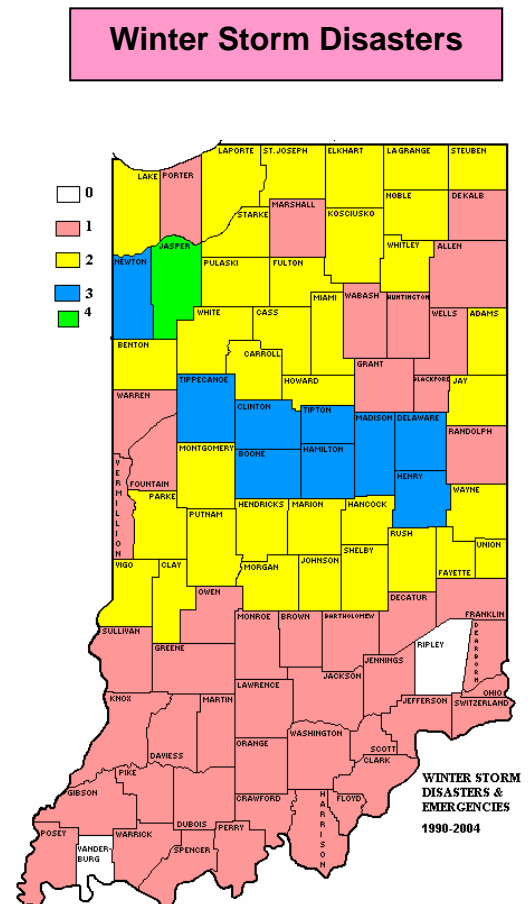 Winter Storm Disasters
LAPORTE ST. JOSEPH ELKHART LAGRANGE STEUBEN
LAKE PORTER
0
NOBLE DEKALB
MARSHALL
STARKE KOSCIUSKO
1
JASPER WHITLEY ALLEN
2
NEWTON PULASKI FULTON
3
MIAMI WABASH HUNTINGTON
4
WHITE CASS WELLS ADAMS
BENTON
CARROLL GRANT
TIPPECANOE HOWARD BLACKFORD JAY
WARREN
CLINTON TIPTON
MADISON DELAWARE
RANDOLPH
MONTGOMERY BOONE HAMILTON
VERMILLION
FOUNTAIN HENRY
PARKE WAYNE
HENDRICKS MARION HANCOCK
PUTNAM
RUSH
SHELBY UNION
VIGO CLAY MORGAN JOHNSON
FAYETTE
OWEN DECATUR
MONROE BROWN BARTHOLOMEW FRANKLIN
SULLIVAN
DEARBORN
GREENE RIPLEY
JENNINGS
LAWRENCE JACKSON
OHIO
KNOX MARTIN JEFFERSON SWITZERLAND
WASHINGTON
ORANGE
SCOTT
DAVIESS CLARK
PIKE
GIBSON
CRAWFORD HARRISON FLOYD
DUBOIS
POSEY WARRICK PERRY
VANDER-
BURG
SPENCER
WINTER STORM
DISASTERS &
EMERGENCIES
1990-2004